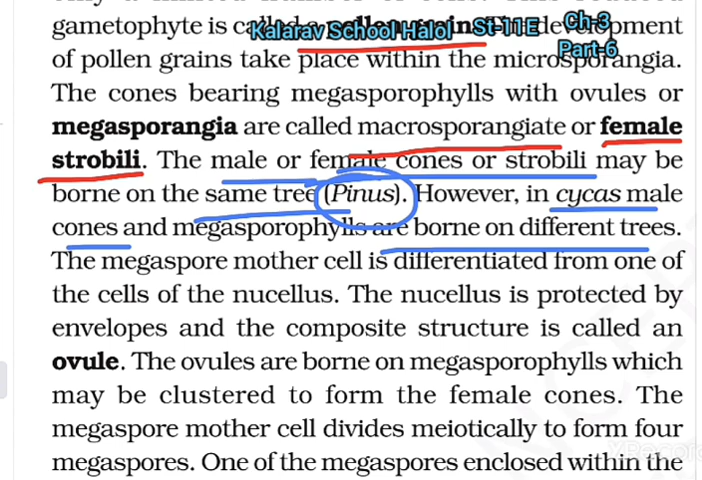 gametophyte is called a pollen grain. The development
Kalarav School Halol St-11E Ch-3
Part-6
of pollen grains take place within the microsporangia.
The cones bearing megasporophylls with ovules or
megasporangia are called macrosporangiate or female
strobili. The male or female cones or strobili may be
borne on the same tree (Pinus). However, in cycas male
cones and megasporophylls are borne on different trees.
The megaspore mother cell is differentiated from one of
the cells of the nucellus. The nucellus is protected by
envelopes and the composite structure is called an
ovule. The ovules are borne on megasporophylls which
may be clustered to form the female cones. The
megaspore mother cell divides meiotically to form four
megaspores. One of the megaspores enclosed within the